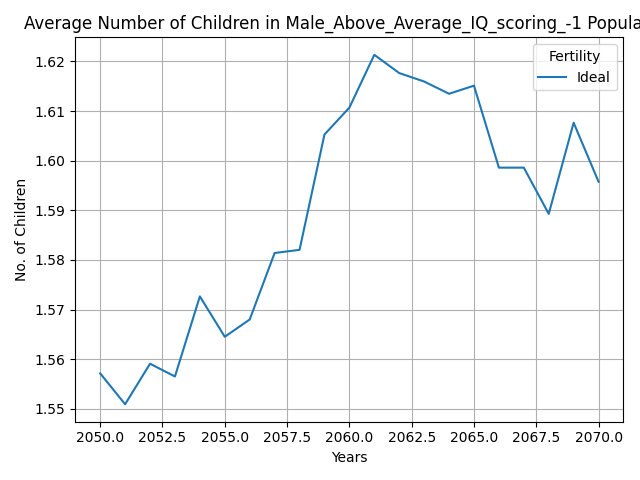 Average Number of Children in Male_Above_Average_IQ_scoring_-1 Popula
Fertility
Ideal
No. of Children
1.62
1.61
1.60
1.59
1.58
1.57
1.56
1.55
2050.0 2052.5 2055.0 2057.5 2060.0 2062.5 2065.0 2067.5 2070.0
Years